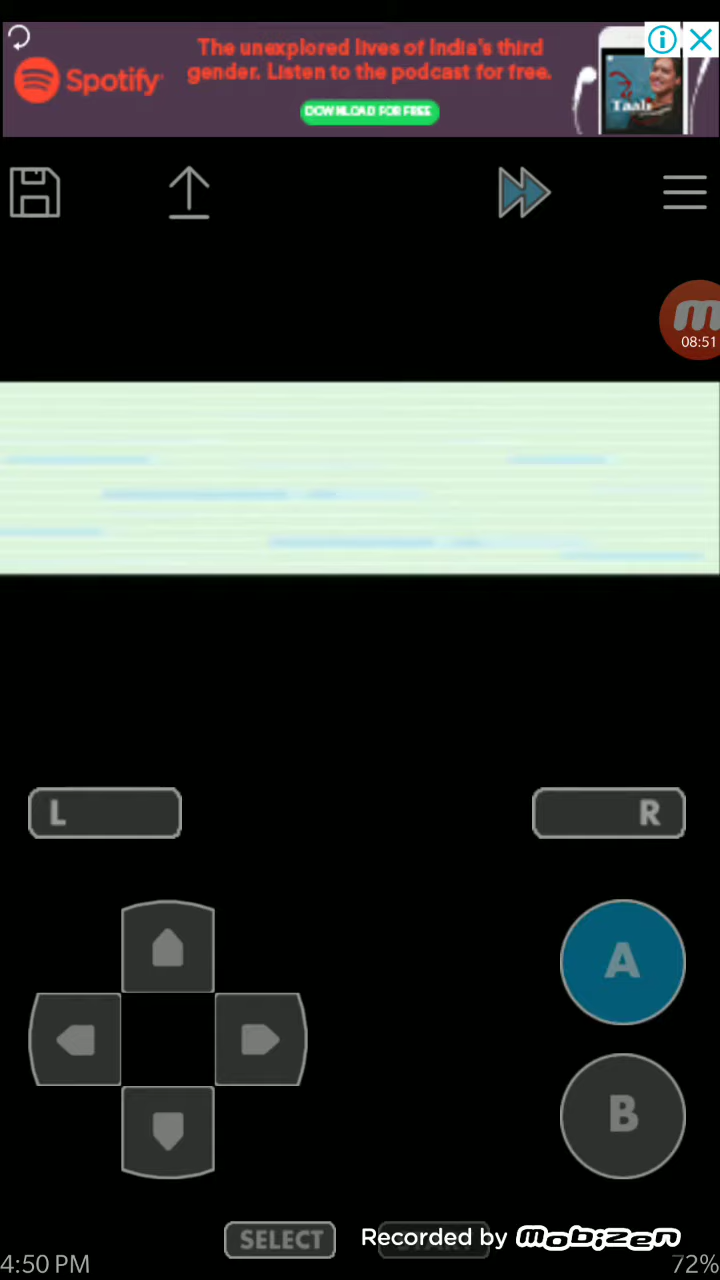 The unexplored lives of India's third
gender. Listen to the podcast for free.
Spotify
DOWNLOAD FOR FREE
Taali
08:51
L
R
A
B
SELECT
Recorded by mobizen
4:50 PM
72%